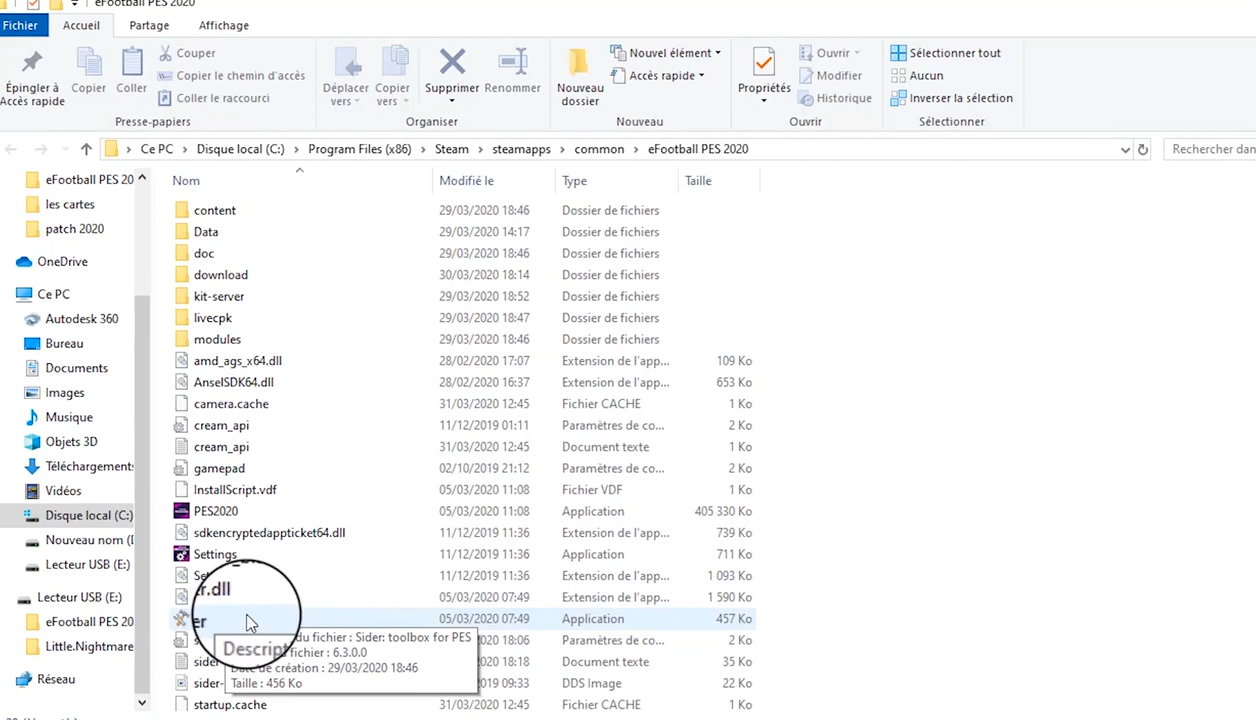 eFootball PES 2020
Fichier Accueil Partage Affichage
Épingler à Accès rapide
Copier
Coller
Couper
Copier le chemin d'accès
Coller le raccourci
Presse-papiers
Déplacer vers
Copier vers
Supprimer
Renommer
Organiser
Nouveau dossier
Nouvel élément
Accès rapide
Nouveau
Propriétés
Ouvrir
Modifier
Historique
Ouvrir
Sélectionner tout
Aucun
Inverser la sélection
Sélectionner
Ce PC > Disque local (C:) > Program Files (x86) > Steam > steamapps > common > eFootball PES 2020
Rechercher dan
eFootball PES 20
les cartes
patch 2020
OneDrive
Ce PC
Autodesk 360
Bureau
Documents
Images
Musique
Objets 3D
Téléchargements
Vidéos
Disque local (C:)
Nouveau nom (
Lecteur USB (E:)
Lecteur USB (E:)
eFootball PES 20
Little.Nightmare
Réseau
Nom Modifié le Type Taille
content 29/03/2020 18:46 Dossier de fichiers
Data 29/03/2020 14:17 Dossier de fichiers
doc 29/03/2020 18:46 Dossier de fichiers
download 30/03/2020 18:14 Dossier de fichiers
kit-server 29/03/2020 18:52 Dossier de fichiers
livecpk 29/03/2020 18:47 Dossier de fichiers
modules 29/03/2020 18:46 Dossier de fichiers
amd_ags_x64.dll 28/02/2020 17:07 Extension de l'app... 109 Ko
AnselSDK64.dll 28/02/2020 16:37 Extension de l'app... 653 Ko
camera.cache 31/03/2020 12:45 Fichier CACHE 1 Ko
cream_api 11/12/2019 01:11 Paramètres de co... 2 Ko
cream_api 31/03/2020 12:45 Document texte 1 Ko
gamepad 02/10/2019 21:12 Paramètres de co... 2 Ko
InstallScript.vdf 05/03/2020 11:08 Fichier VDF 1 Ko
PES2020 05/03/2020 11:08 Application 405 330 Ko
sdkencryptedappticket64.dll 11/12/2019 11:36 Extension de l'app... 739 Ko
Settings 11/12/2019 11:36 Application 711 Ko
Set 11/12/2019 11:36 Extension de l'app... 1 093 Ko
r.dll 05/03/2020 07:49 Extension de l'app... 1 590 Ko
er 05/03/2020 07:49 Application 457 Ko
s 18:06 Paramètres de co... 2 Ko
sider 18:18 Document texte 35 Ko
sider- 09:33 DDS Image 22 Ko
startup.cache 31/03/2020 12:45 Fichier CACHE 1 Ko
Descript du fichier : Sider: toolbox for PES
fichier : 6.3.0.0
Date de création : 29/03/2020 18:46
Taille : 456 Ko